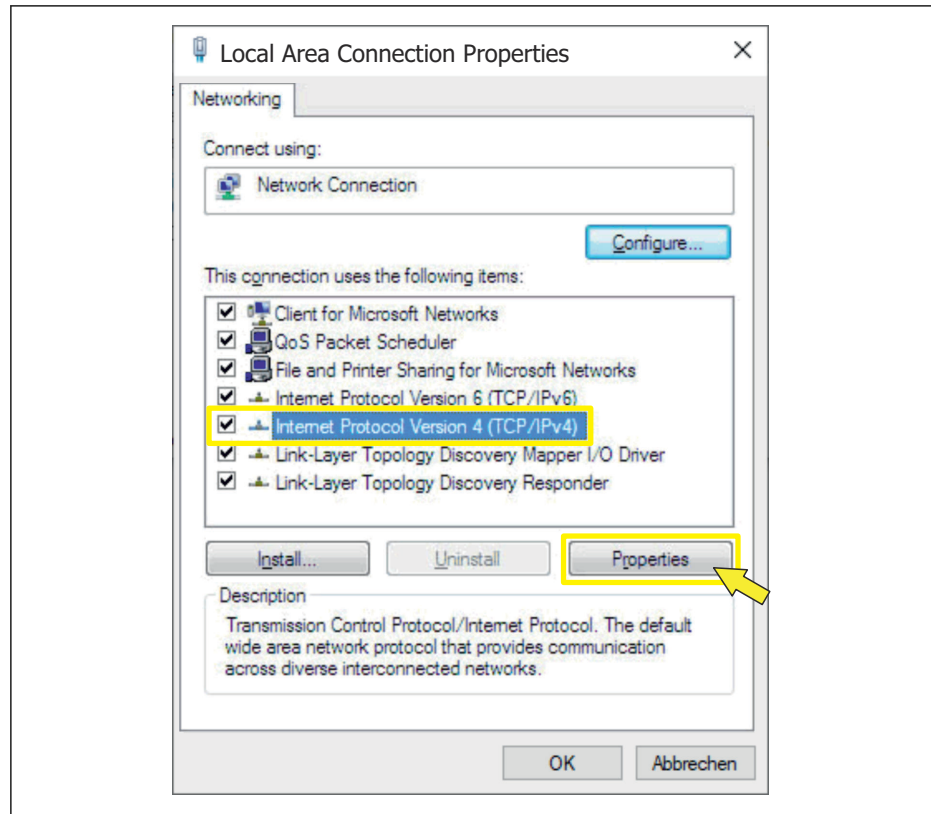 Local Area Connection Properties
Networking
Connect using:
Network Connection
Configure...
This connection uses the following items:
Client for Microsoft Networks
QoS Packet Scheduler
File and Printer Sharing for Microsoft Networks
Internet Protocol Version 6 (TCP/IPv6)
Internet Protocol Version 4 (TCP/IPv4)
Link-Layer Topology Discovery Mapper I/O Driver
Link-Layer Topology Discovery Responder
Install... Uninstall Properties
Description
Transmission Control Protocol/Internet Protocol. The default
wide area network protocol that provides communication
across diverse interconnected networks.
OK Abbrechen